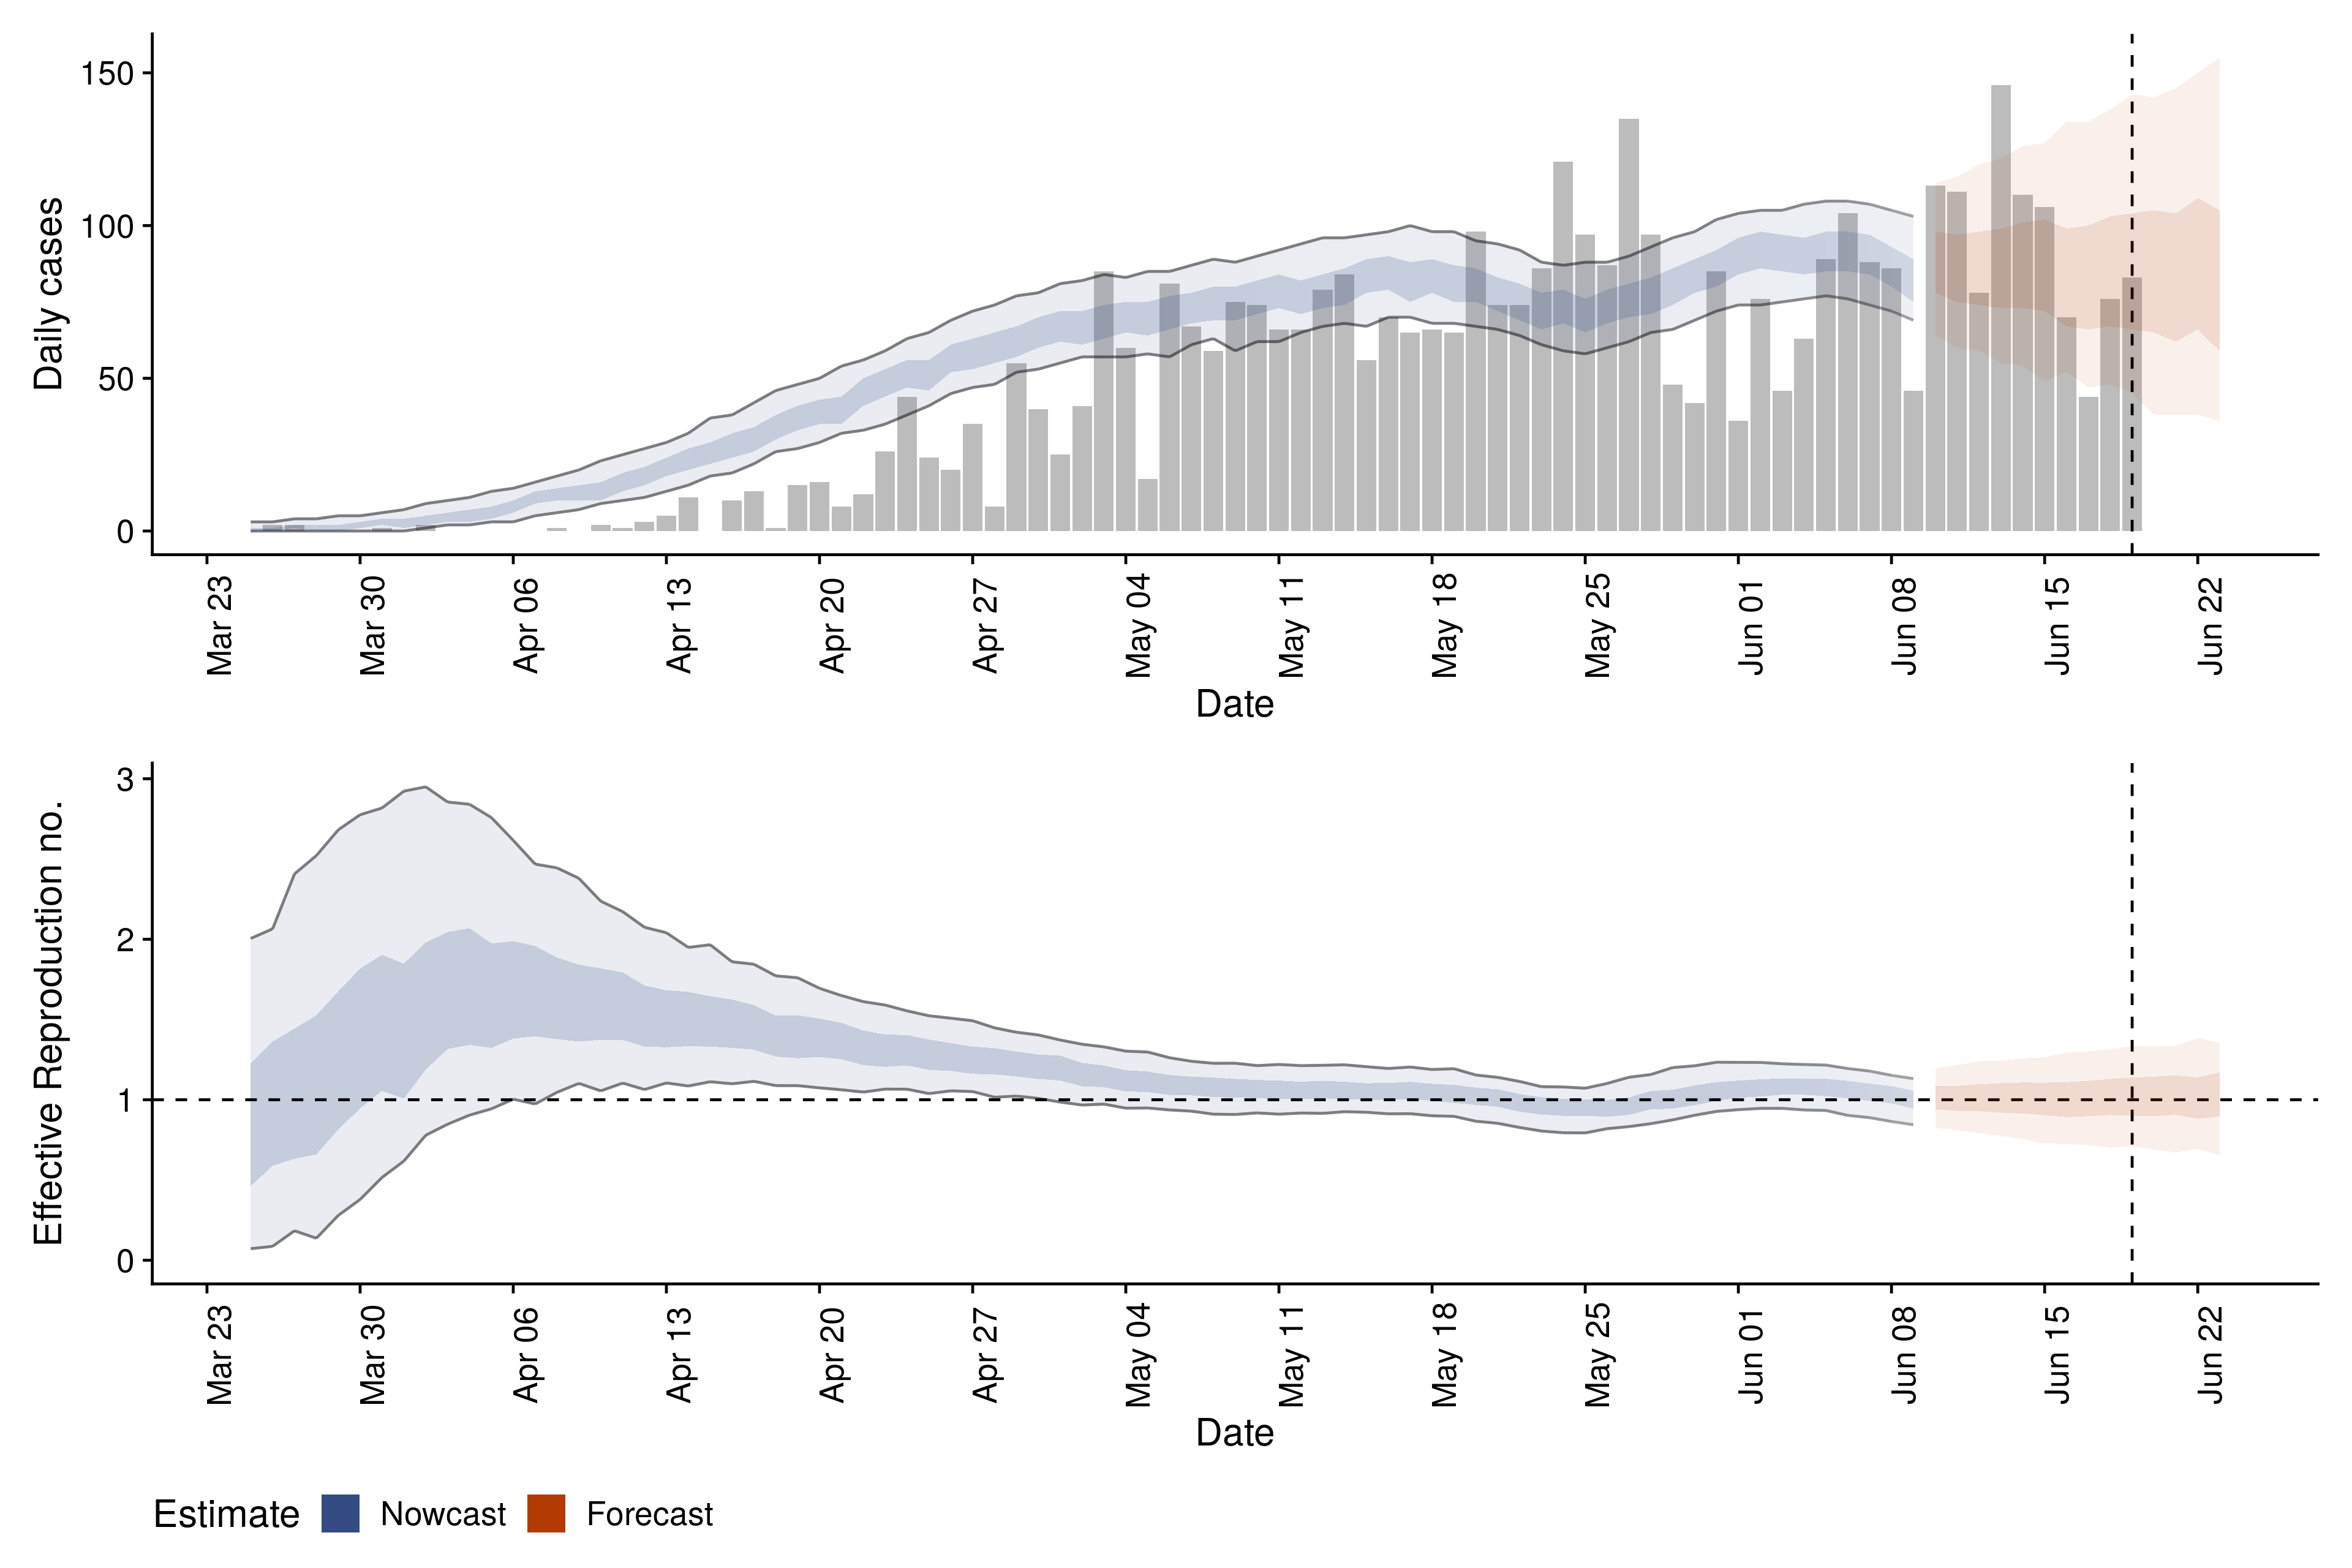 Daily cases
150
100
50
0
Mar 23
Mar 30
Apr 06
Apr 13
Apr 20
Apr 27
May 04
May 11
May 18
May 25
Jun 01
Jun 08
Jun 15
Jun 22
Date
Effective Reproduction no.
3
2
1
0
Mar 23
Mar 30
Apr 06
Apr 13
Apr 20
Apr 27
May 04
May 11
May 18
May 25
Jun 01
Jun 08
Jun 15
Jun 22
Date
Estimate Nowcast Forecast